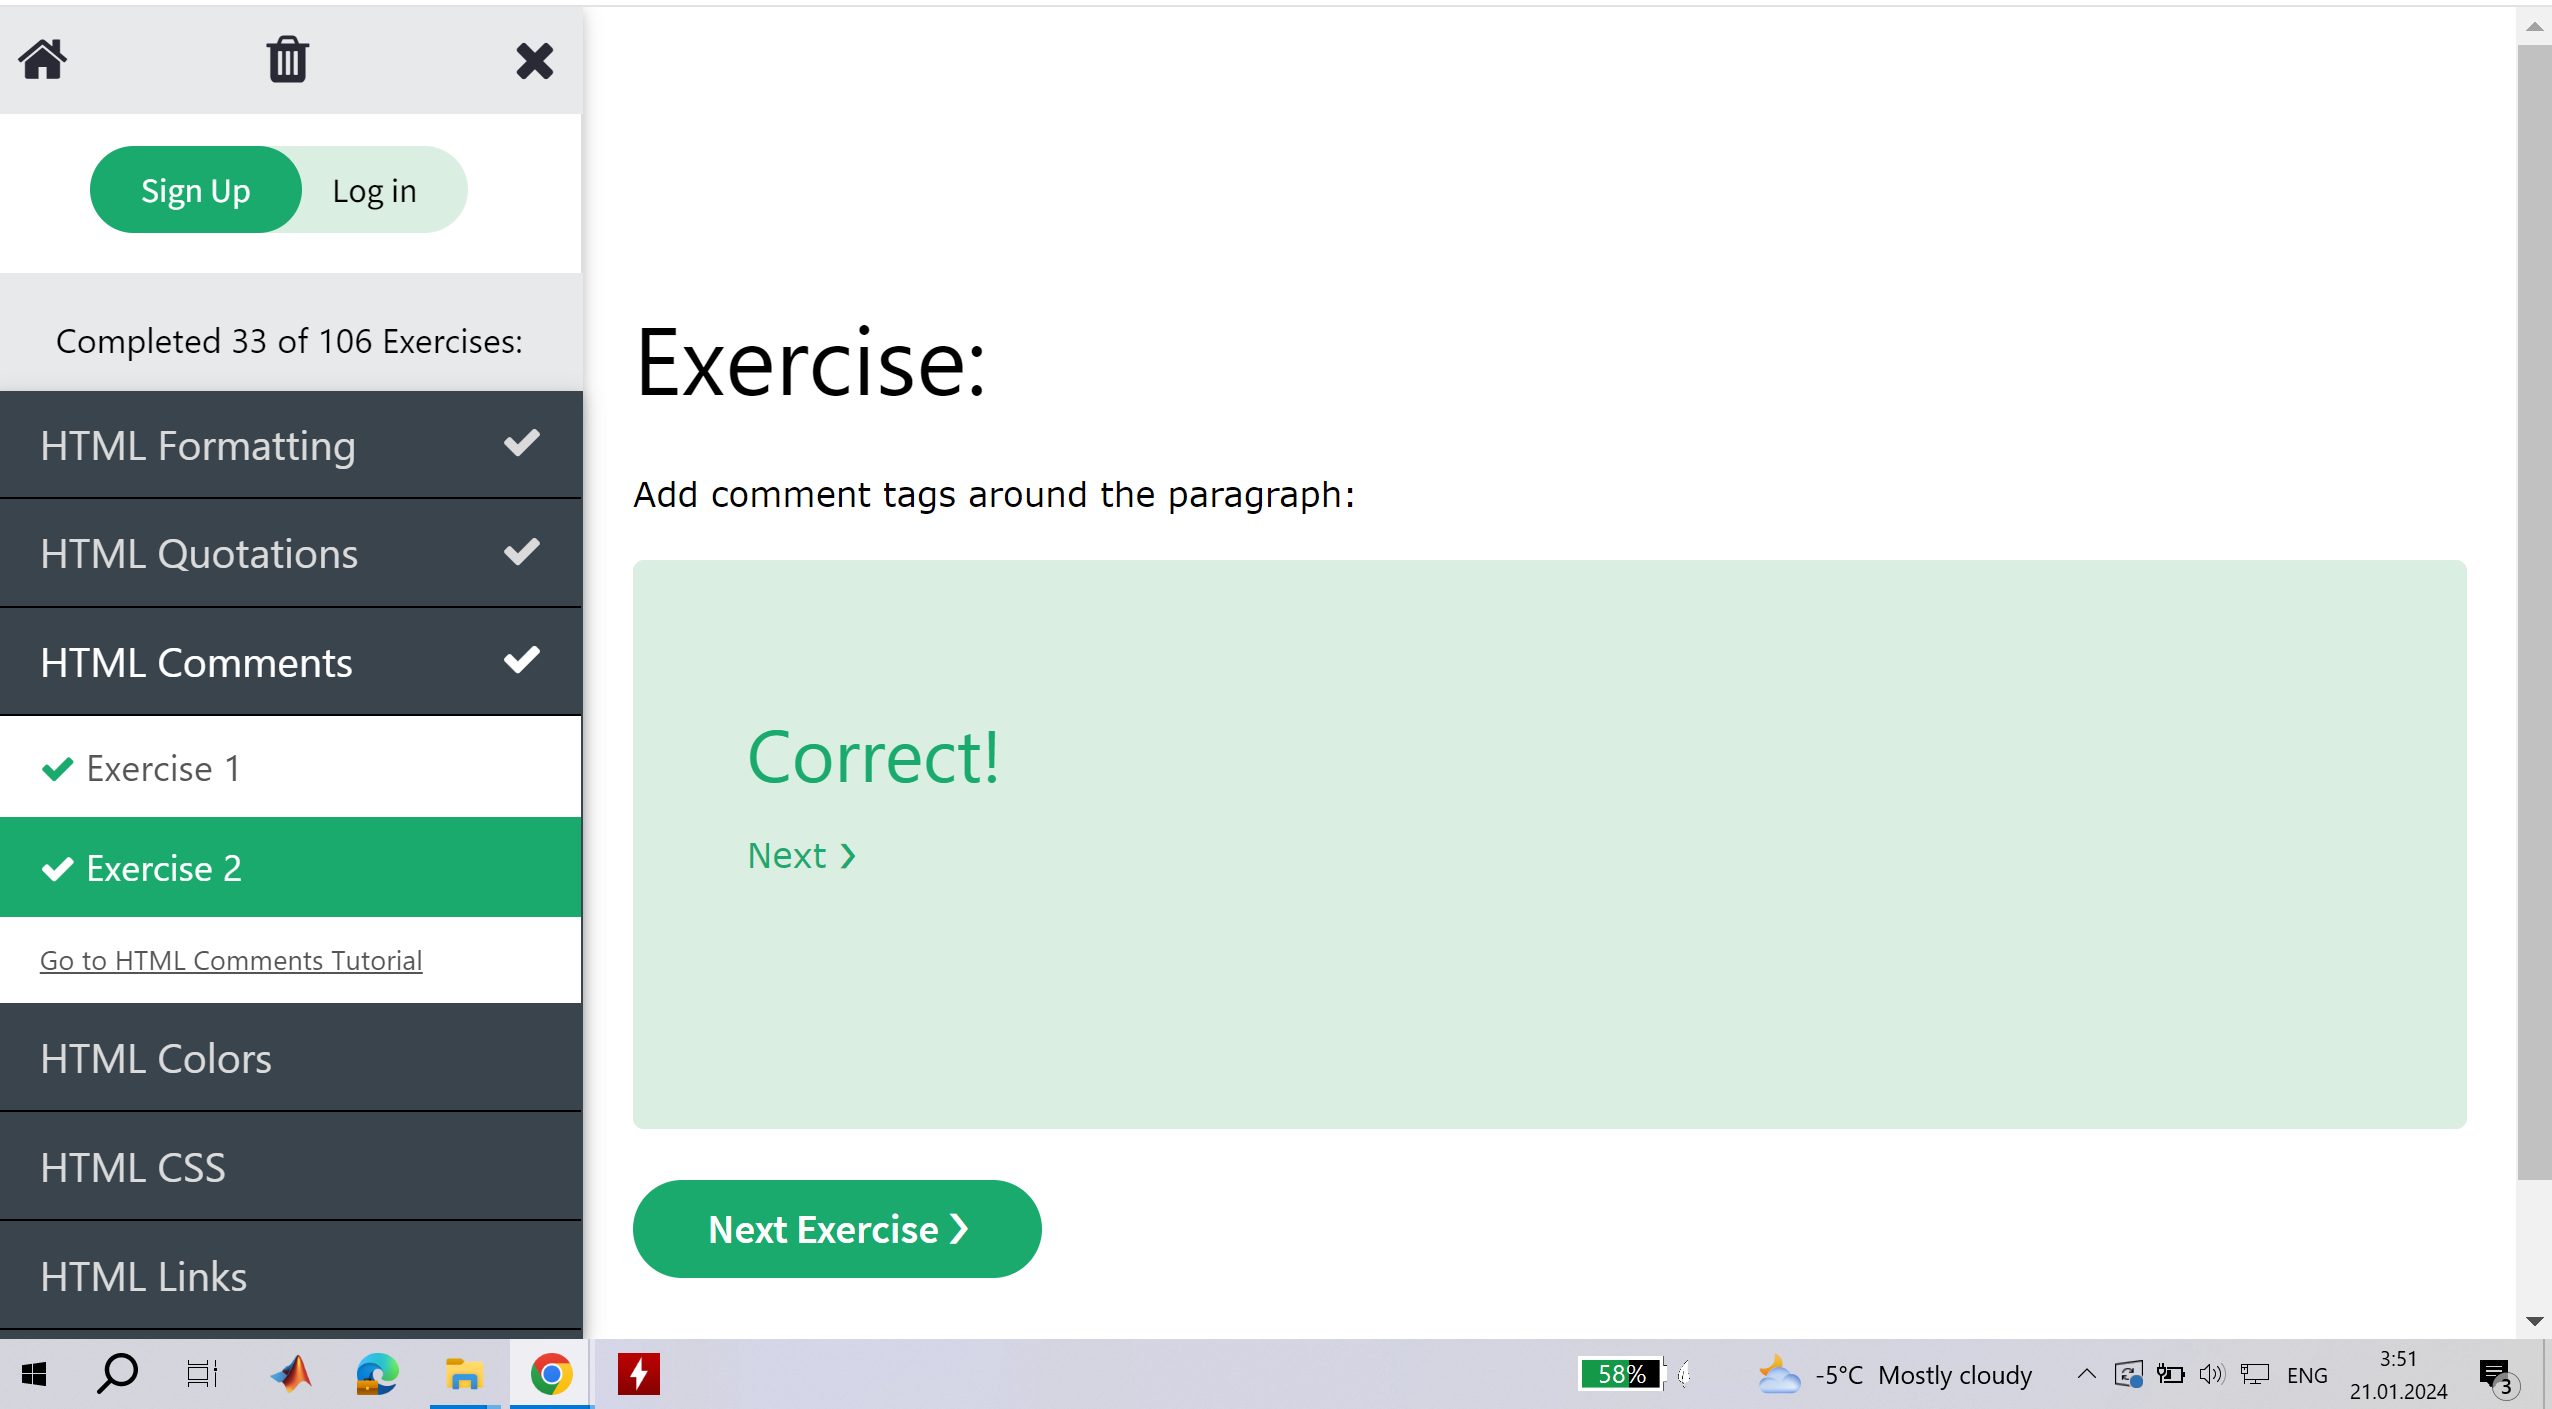 Sign Up
Log in
Completed 33 of 106 Exercises:
HTML Formatting
HTML Quotations
HTML Comments
Exercise 1
Exercise 2
Go to HTML Comments Tutorial
HTML Colors
HTML CSS
HTML Links
Exercise:
Add comment tags around the paragraph:
Correct!
Next ❯
Next Exercise ❯
58%
-5°C Mostly cloudy
ENG
3:51
21.01.2024
3